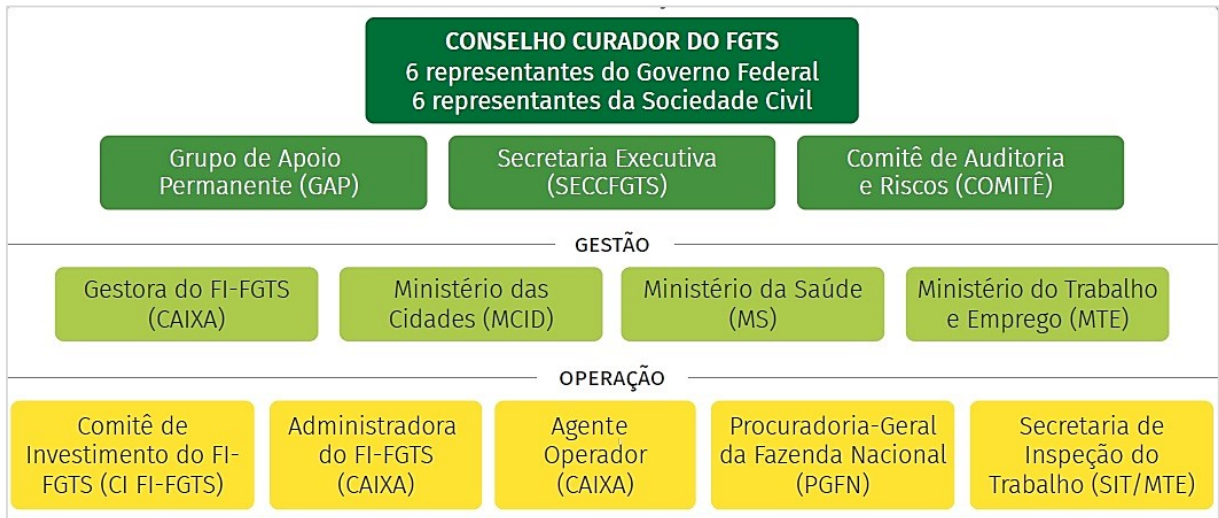 CONSELHO CURADOR DO FGTS
6 representantes do Governo Federal
6 representantes da Sociedade Civil
Grupo de Apoio
Permanente (GAP)
Secretaria Executiva
(SECCFGTS)
Comitê de Auditoria
e Riscos (COMITÊ)
GESTÃO
Gestora do FI-FGTS
(CAIXA)
Ministério das
Cidades (MCID)
Ministério da Saúde
(MS)
Ministério do Trabalho
e Emprego (MTE)
OPERAÇÃO
Comitê de
Investimento do FI-
FGTS (CI FI-FGTS)
Administradora
do FI-FGTS
(CAIXA)
Agente
Operador
(CAIXA)
Procuradoria-Geral
da Fazenda Nacional
(PGFN)
Secretaria de
Inspeção do
Trabalho (SIT/MTE)